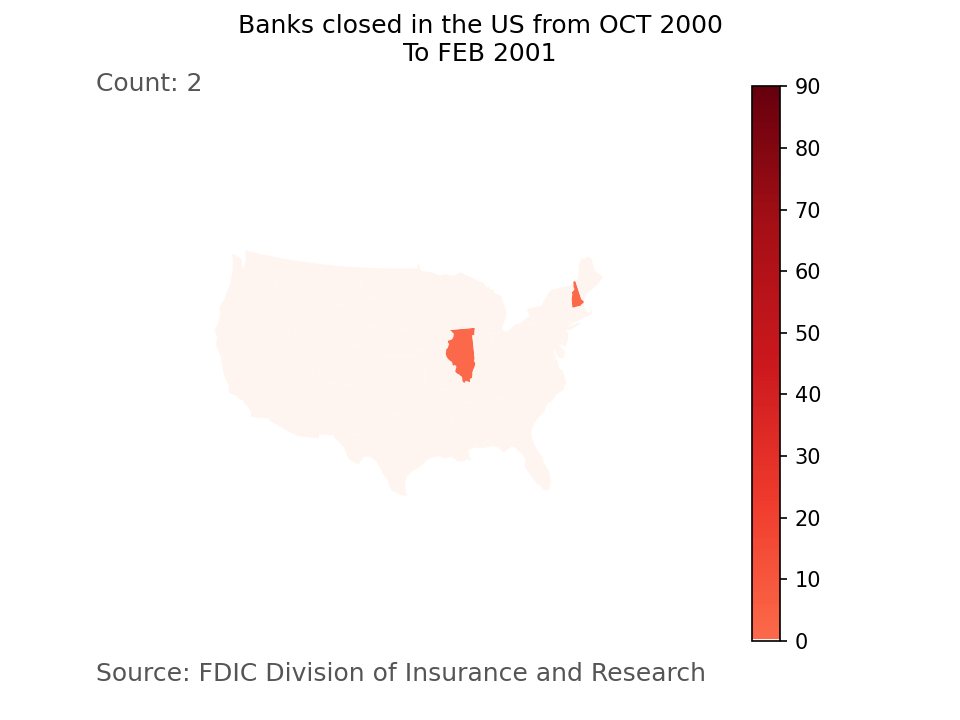 Banks closed in the US from OCT 2000
To FEB 2001
Count: 2
90
80
70
60
50
40
30
20
10
0
Source: FDIC Division of Insurance and Research